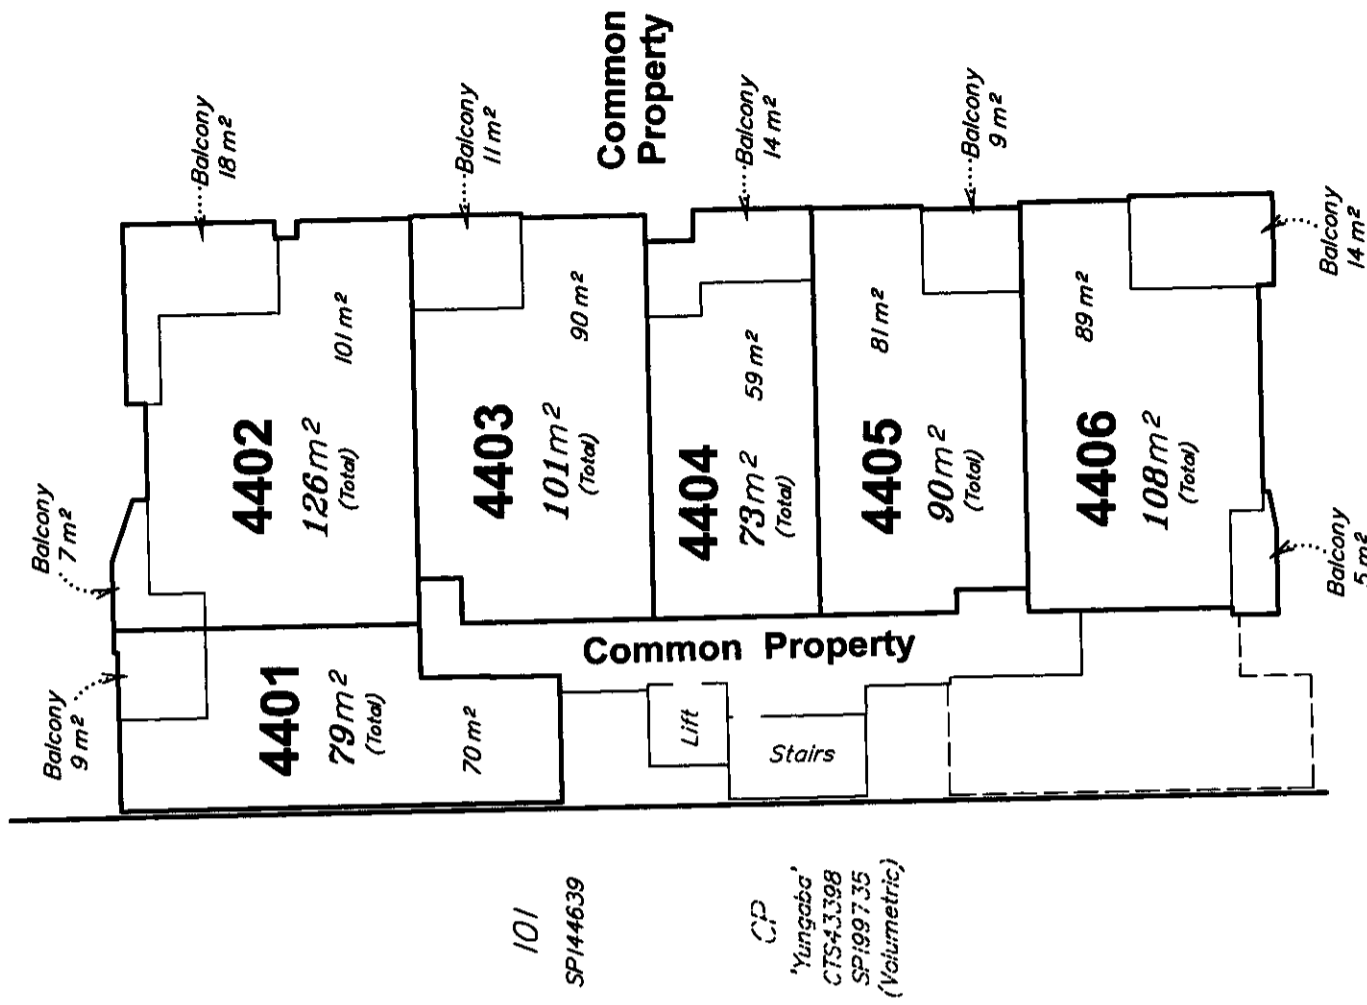 Common
Property
Balcony
18 m²
Balcony
11 m²
Balcony
14 m²
Balcony
9 m²
Balcony
14 m²
Balcony
7 m²
Balcony
9 m²
Balcony
5 m²
4402
126m²
(Total)
101 m²
4403
101m²
(Total)
90 m²
4404
73m²
(Total)
59 m²
4405
90m²
(Total)
81 m²
4406
108m²
(Total)
89 m²
4401
79m²
(Total)
70 m²
Common Property
Lift
Stairs
101
SP144639
CP
'Yungaba'
CTS43398
SP199735
(Volumetric)